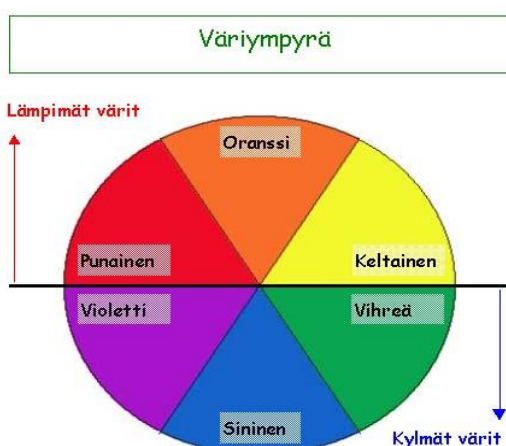 Väriympyrä
Lämpimät värit
Oranssi
Punainen
Keltainen
Violetti
Vihreä
Sininen
Kylmät värit